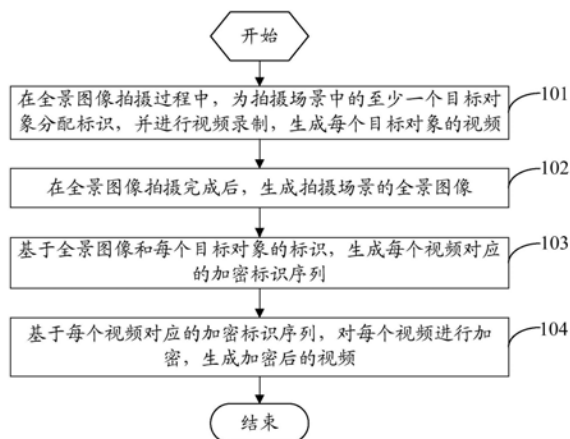 开始
在全景图像拍摄过程中，为拍摄场景中的至少一个目标对
象分配标识，并进行视频录制，生成每个目标对象的视频
101
在全景图像拍摄完成后，生成拍摄场景的全景图像
102
基于全景图像和每个目标对象的标识，生成每个视频对应
的加密标识序列
103
基于每个视频对应的加密标识序列，对每个视频进行加
密，生成加密后的视频
104
结束